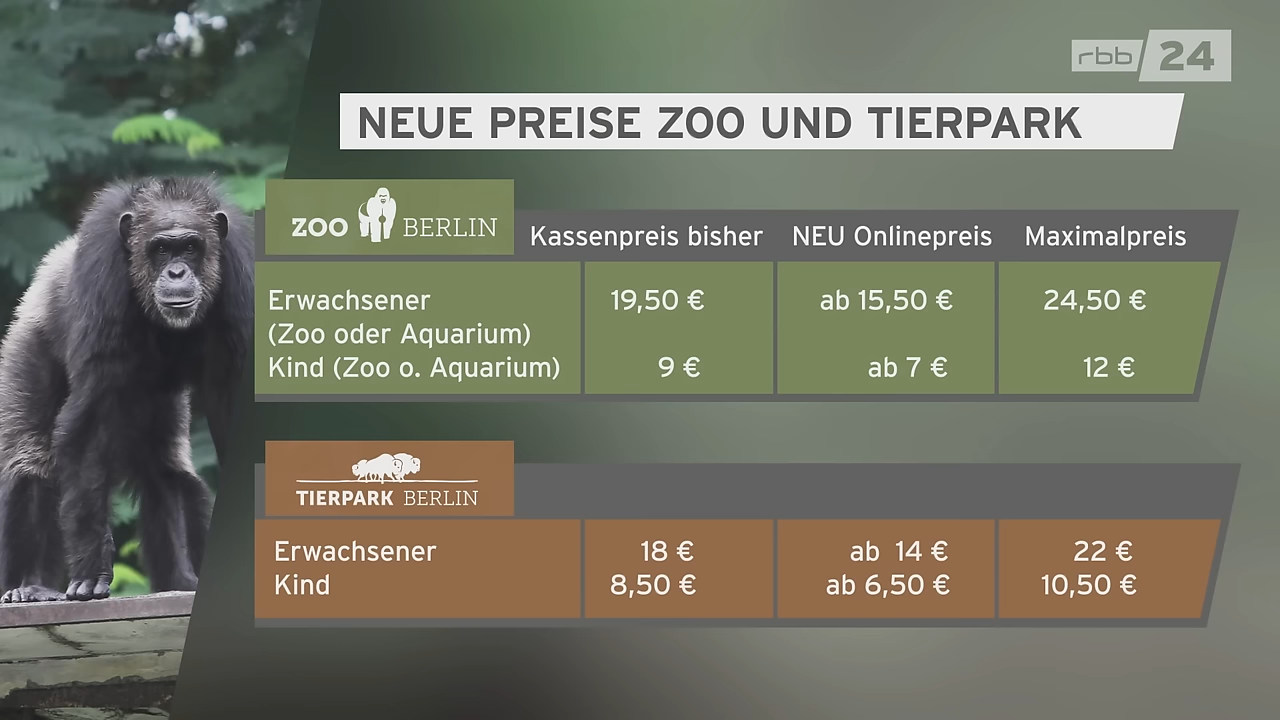 rbb 24
NEUE PREISE ZOO UND TIERPARK
ZOO BERLIN
Kassenpreis bisher NEU Onlinepreis Maximalpreis
Erwachsener 19,50 € ab 15,50 € 24,50 €
(Zoo oder Aquarium)
Kind (Zoo o. Aquarium) 9 € ab 7 € 12 €
TIERPARK BERLIN
Erwachsener 18 € ab 14 € 22 €
Kind 8,50 € ab 6,50 € 10,50 €